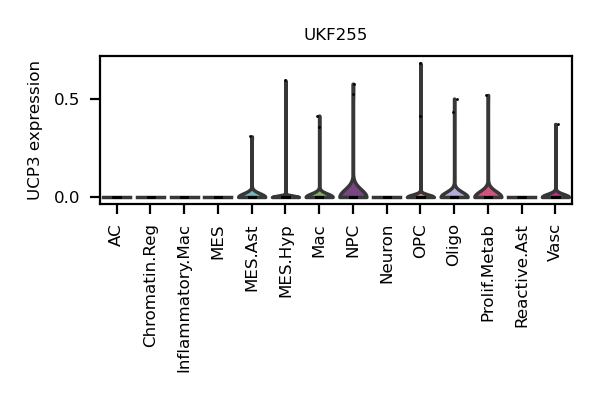 UKF255
UCP3 expression
0.5
0.0
AC
Chromatin.Reg
Inflammatory.Mac
MES
MES.Ast
MES.Hyp
Mac
NPC
Neuron
OPC
Oligo
Prolif.Metab
Reactive.Ast
Vasc